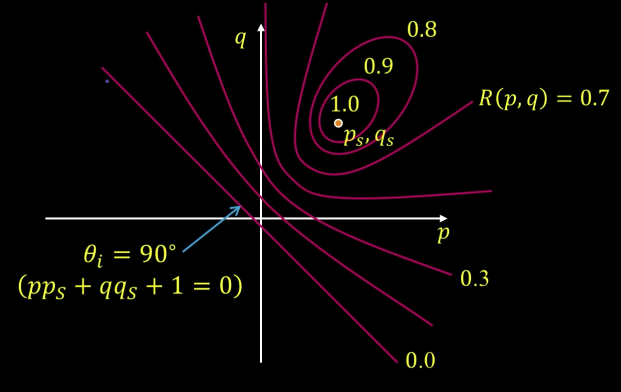 q
0.8
0.9
1.0
R(p, q) = 0.7
p_S, q_S
p
θ_i = 90°
(pp_S + qq_S + 1 = 0)
0.3
0.0